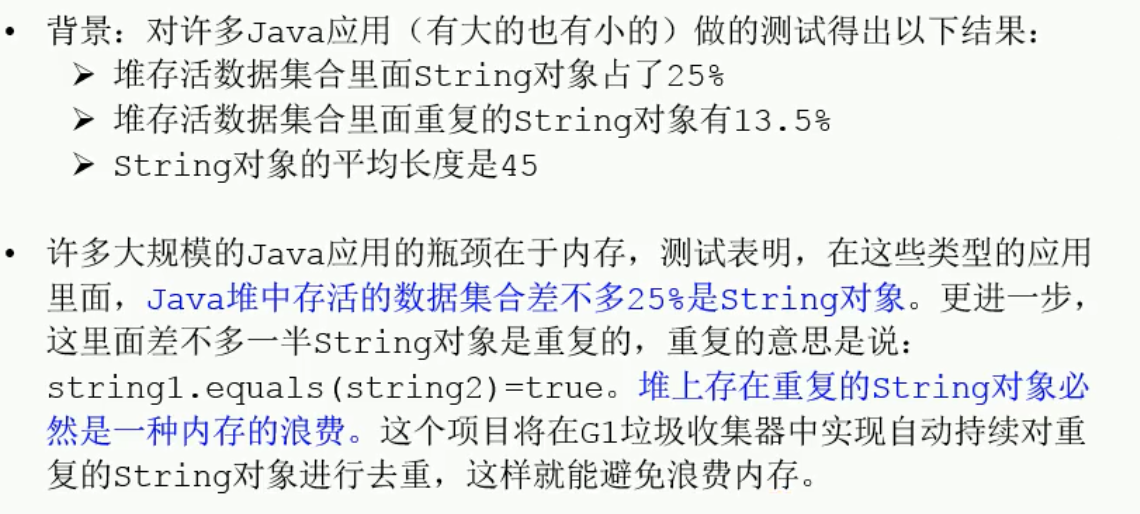 • 背景：对许多Java应用（有大的也有小的）做的测试得出以下结果：
➢ 堆存活数据集合里面String对象占了25%
➢ 堆存活数据集合里面重复的String对象有13.5%
➢ String对象的平均长度是45
• 许多大规模的Java应用的瓶颈在于内存，测试表明，在这些类型的应用
里面，Java堆中存活的数据集合差不多25%是String对象。更进一步，
这里面差不多一半String对象是重复的，重复的意思是说：
string1.equals(string2)=true。堆上存在重复的String对象必
然是一种内存的浪费。这个项目将在G1垃圾收集器中实现自动持续对重
复的String对象进行去重，这样就能避免浪费内存。